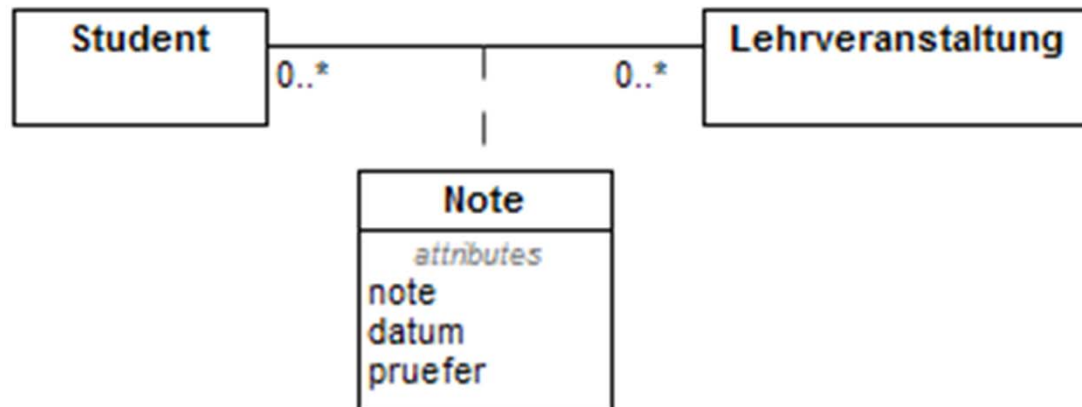 Student
Lehrveranstaltung
0..*
0..*
Note
attributes
note
datum
pruefer